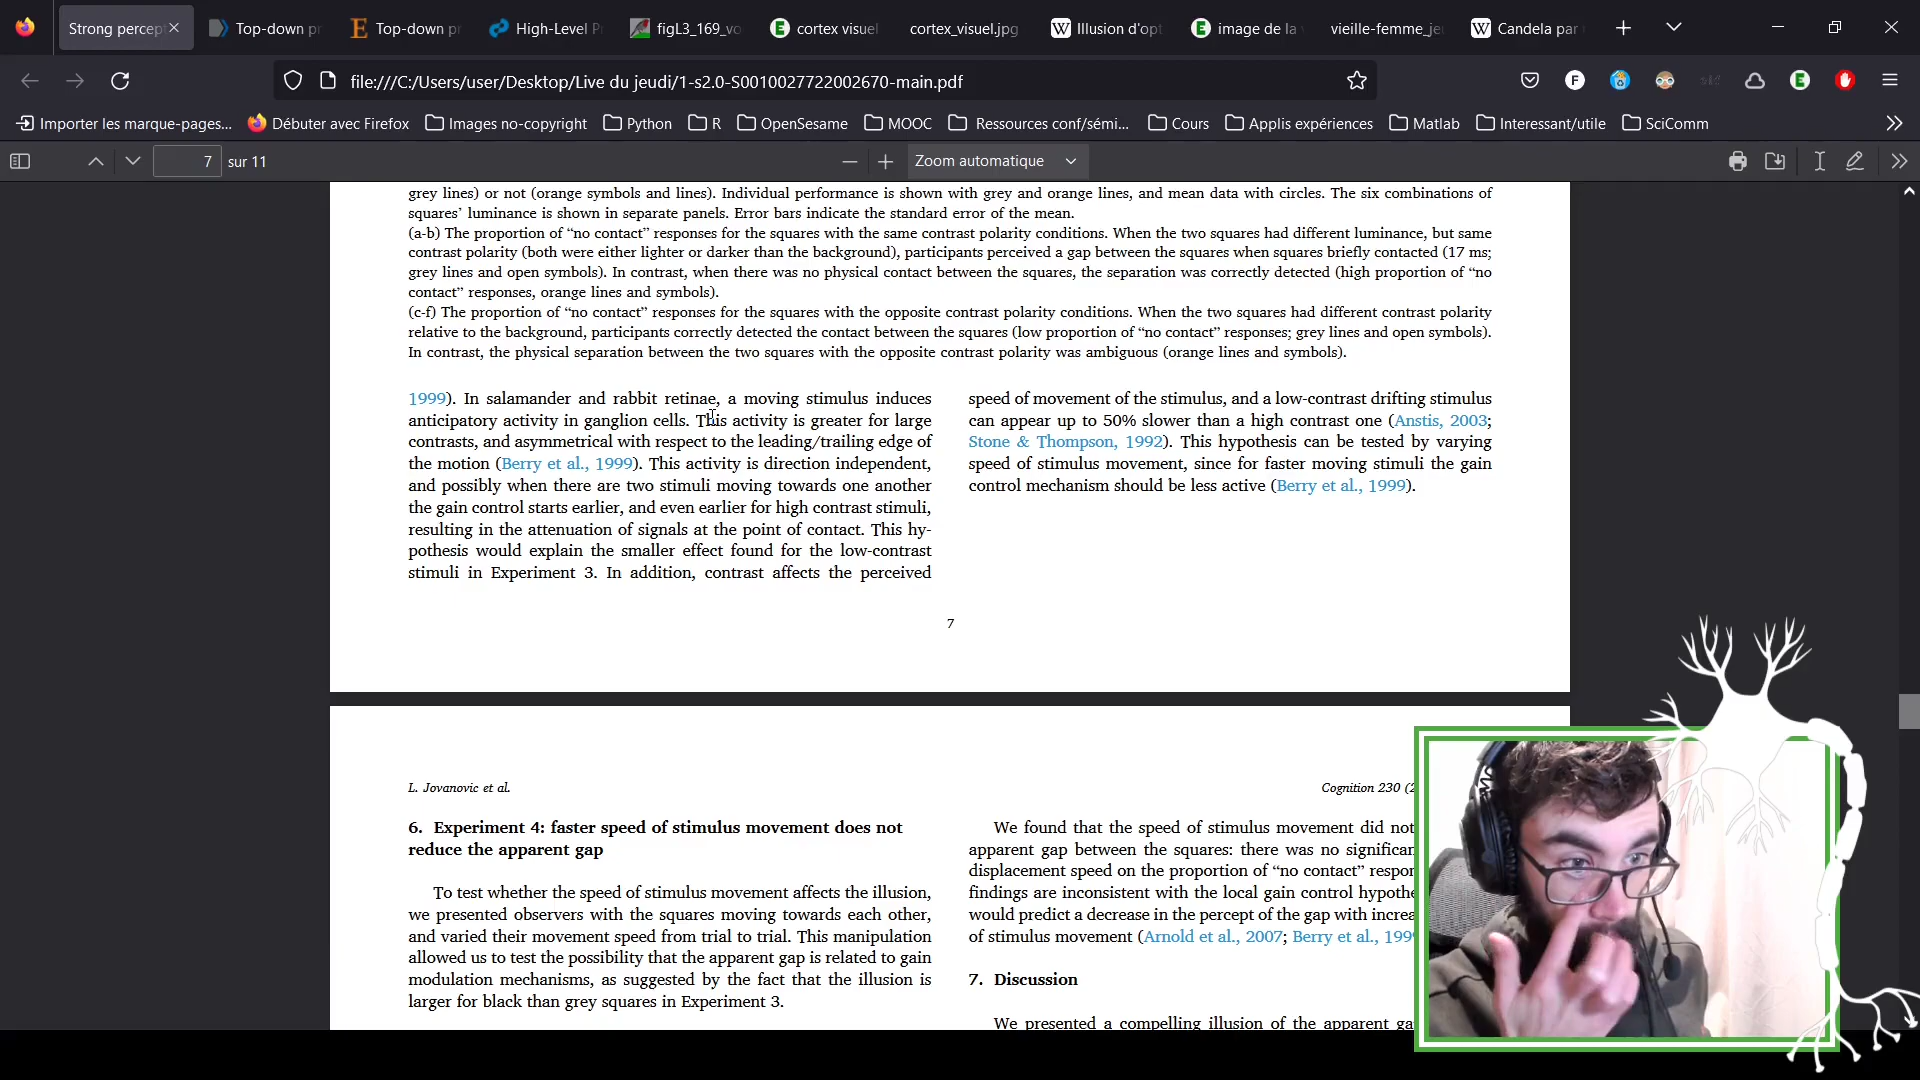 Strong percept
Top-down pr
Top-down pr
High-Level P
figL3_169_vo
cortex visuel
cortex_visuel.jpg
Illusion d'opt
image de la v
vieille-femme_je
Candela par
file:///C:/Users/user/Desktop/Live du jeudi/1-s2.0-S0010027722002670-main.pdf
Importer les marque-pages...
Débuter avec Firefox
Images no-copyright
Python
R
OpenSesame
MOOC
Ressources conf/sémi...
Cours
Applis expériences
Matlab
Interessant/utile
SciComm
7 sur 11
Zoom automatique
grey lines) or not (orange symbols and lines). Individual performance is shown with grey and orange lines, and mean data with circles. The six combinations of
squares' luminance is shown in separate panels. Error bars indicate the standard error of the mean.
(a-b) The proportion of “no contact” responses for the squares with the same contrast polarity conditions. When the two squares had different luminance, but same
contrast polarity (both were either lighter or darker than the background), participants perceived a gap between the squares when squares briefly contacted (17 ms;
grey lines and open symbols). In contrast, when there was no physical contact between the squares, the separation was correctly detected (high proportion of “no
contact” responses, orange lines and symbols).
(c-f) The proportion of “no contact” responses for the squares with the opposite contrast polarity conditions. When the two squares had different contrast polarity
relative to the background, participants correctly detected the contact between the squares (low proportion of “no contact” responses; grey lines and open symbols).
In contrast, the physical separation between the two squares with the opposite contrast polarity was ambiguous (orange lines and symbols).
1999). In salamander and rabbit retinae, a moving stimulus induces
anticipatory activity in ganglion cells. This activity is greater for large
contrasts, and asymmetrical with respect to the leading/trailing edge of
the motion (Berry et al., 1999). This activity is direction independent,
and possibly when there are two stimuli moving towards one another
the gain control starts earlier, and even earlier for high contrast stimuli,
resulting in the attenuation of signals at the point of contact. This hy-
pothesis would explain the smaller effect found for the low-contrast
stimuli in Experiment 3. In addition, contrast affects the perceived
speed of movement of the stimulus, and a low-contrast drifting stimulus
can appear up to 50% slower than a high contrast one (Anstis, 2003;
Stone & Thompson, 1992). This hypothesis can be tested by varying
speed of stimulus movement, since for faster moving stimuli the gain
control mechanism should be less active (Berry et al., 1999).
7
L. Jovanovic et al.
Cognition 230 (2
6. Experiment 4: faster speed of stimulus movement does not
reduce the apparent gap
To test whether the speed of stimulus movement affects the illusion,
we presented observers with the squares moving towards each other,
and varied their movement speed from trial to trial. This manipulation
allowed us to test the possibility that the apparent gap is related to gain
modulation mechanisms, as suggested by the fact that the illusion is
larger for black than grey squares in Experiment 3.
We found that the speed of stimulus movement did not
apparent gap between the squares: there was no significan
displacement speed on the proportion of “no contact” respon
findings are inconsistent with the local gain control hypothe
would predict a decrease in the percept of the gap with increa
of stimulus movement (Arnold et al., 2007; Berry et al., 199
7. Discussion
We presented a compelling illusion of the apparent ga